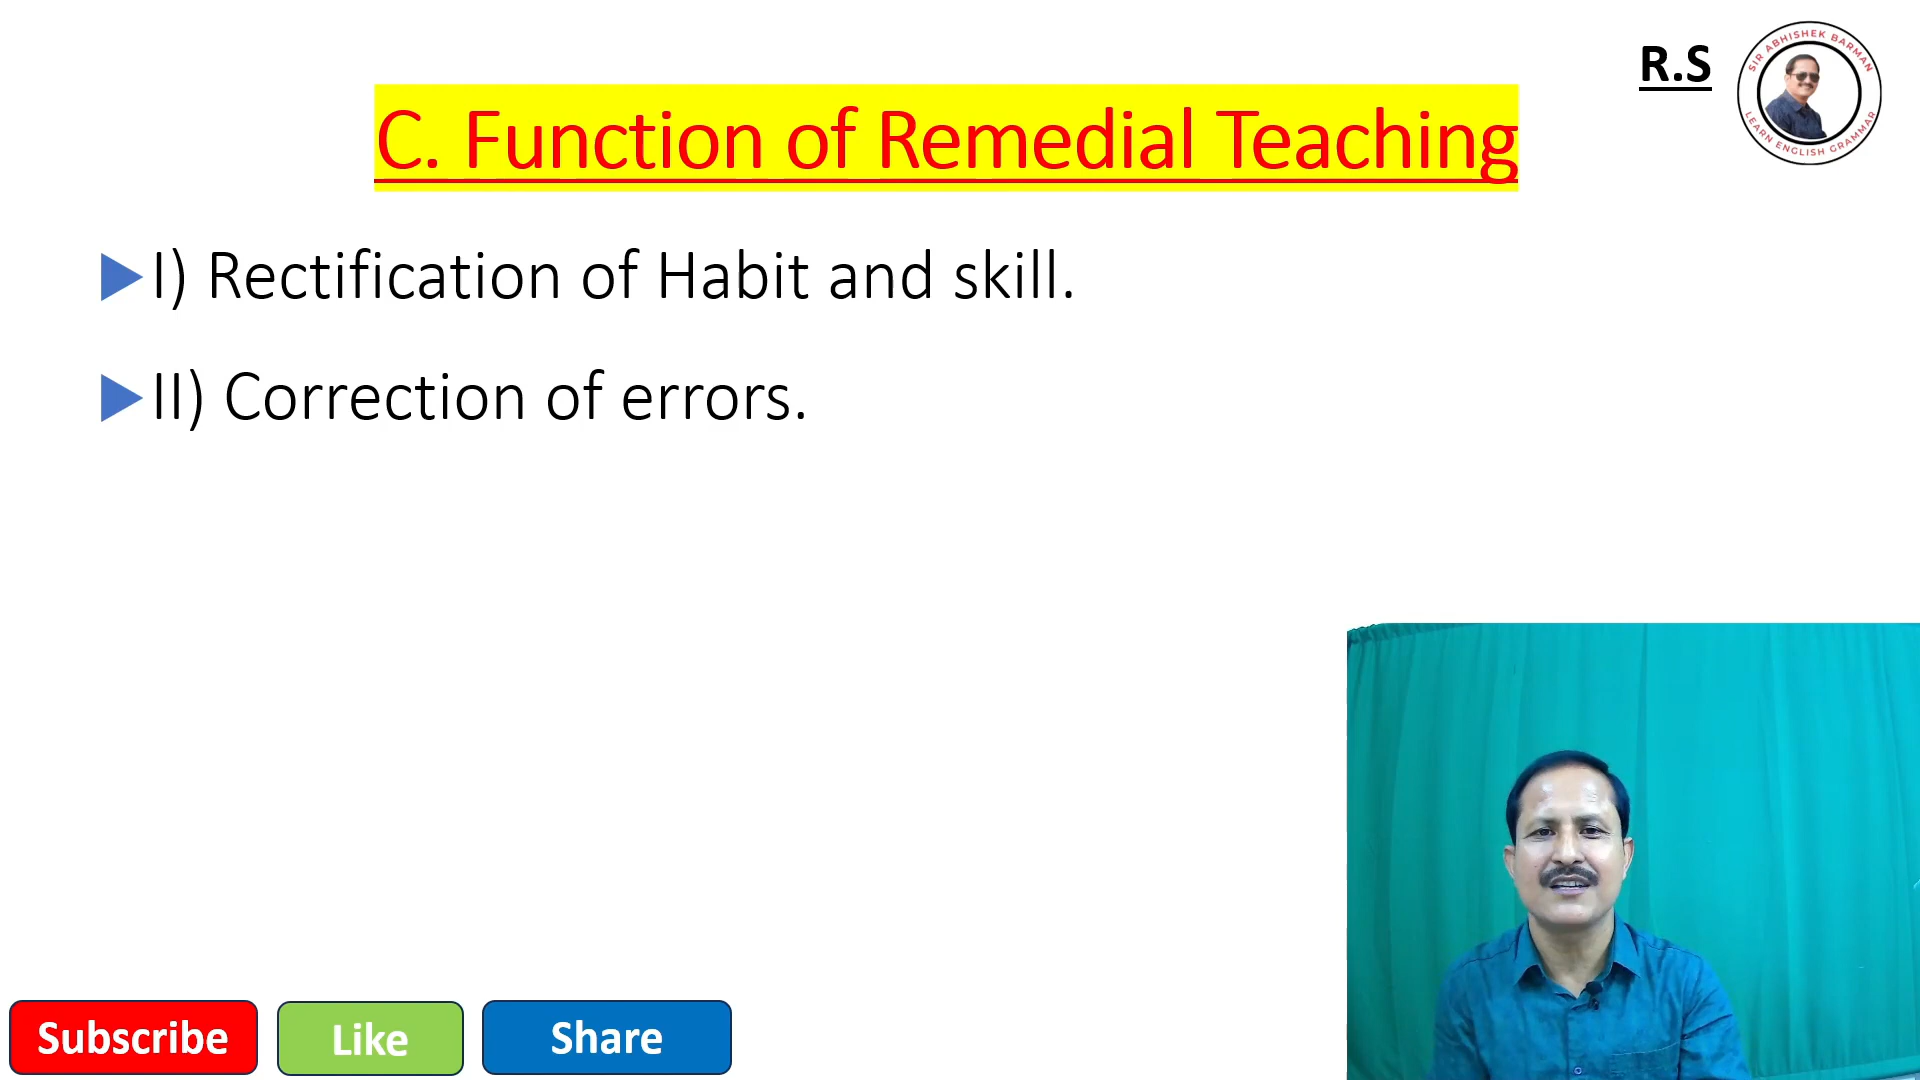 R.S
SIR ABHISHEK BARMAN
LEARN ENGLISH GRAMMAR
C. Function of Remedial Teaching
I) Rectification of Habit and skill.
II) Correction of errors.
Subscribe
Like
Share